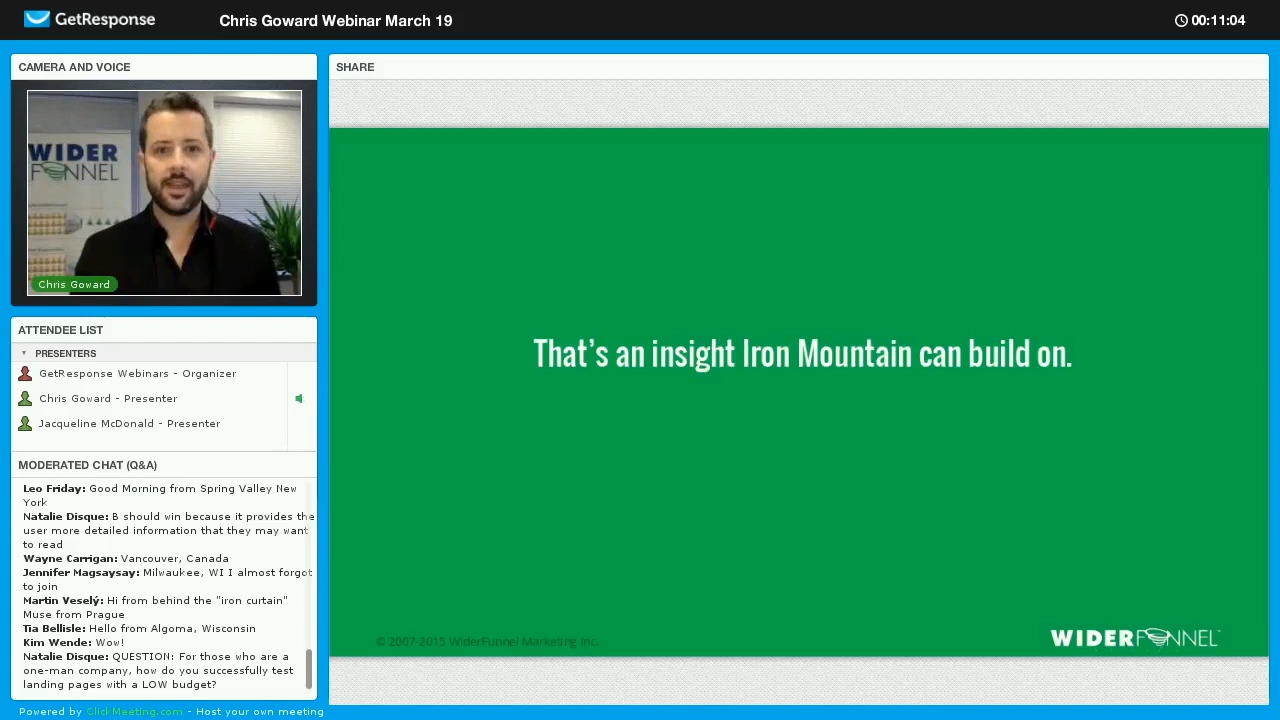 GetResponse
Chris Goward Webinar March 19
00:11:04
CAMERA AND VOICE
WIDER
FUNNEL
Chris Goward
ATTENDEE LIST
PRESENTERS
GetResponse Webinars - Organizer
Chris Goward - Presenter
Jacqueline McDonald - Presenter
MODERATED CHAT (Q&A)
Leo Friday: Good Morning from Spring Valley New
York
Natalie Disque: B should win because it provides the
user more detailed information that they may want
to read
Wayne Carrigan: Vancouver, Canada
Jennifer Magsaysay: Milwaukee, WI I almost forgot
to join
Martin Veselý: Hi from behind the "iron curtain"
Muse from Prague
Tia Bellisle: Hello from Algoma, Wisconsin
Kim Wende: Wow!
Natalie Disque: QUESTION: For those who are a
one-man company, how do you successfully test
landing pages with a LOW budget?
Powered by ClickMeeting.com - Host your own meeting
SHARE
That's an insight Iron Mountain can build on.
© 2007-2015 WiderFunnel Marketing Inc.
WIDERFUNNEL